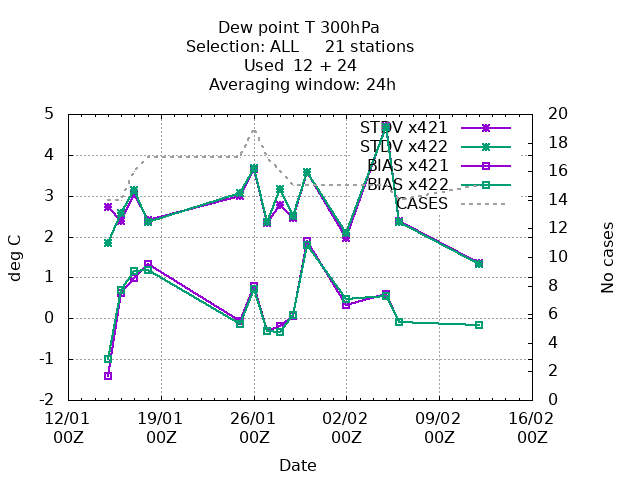 Dew point T 300hPa
Selection: ALL     21 stations
Used  12 + 24
Averaging window: 24h
STDV x421
STDV x422
BIAS x421
BIAS x422
CASES
5
4
3
2
1
0
-1
-2
20
18
16
14
12
10
8
6
4
2
0
deg C
No cases
12/01 00Z
19/01 00Z
26/01 00Z
02/02 00Z
09/02 00Z
16/02 00Z
Date